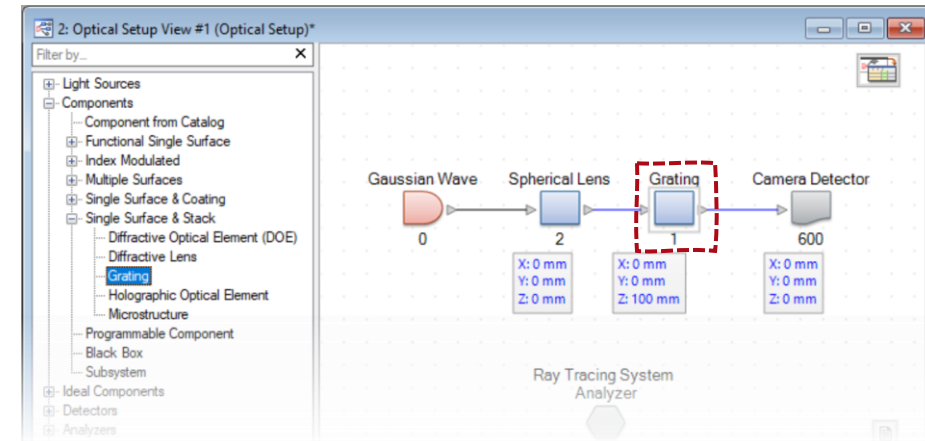 2: Optical Setup View #1 (Optical Setup)*
Filter by...
Light Sources
Components
Component from Catalog
Functional Single Surface
Index Modulated
Multiple Surfaces
Single Surface & Coating
Single Surface & Stack
Diffractive Optical Element (DOE)
Diffractive Lens
Grating
Holographic Optical Element
Microstructure
Programmable Component
Black Box
Subsystem
Ideal Components
Detectors
Analyzers
Gaussian Wave Spherical Lens Grating Camera Detector
0 2 1 600
X: 0 mm X: 0 mm X: 0 mm
Y: 0 mm Y: 0 mm Y: 0 mm
Z: 0 mm Z: 100 mm Z: 0 mm
Ray Tracing System
Analyzer